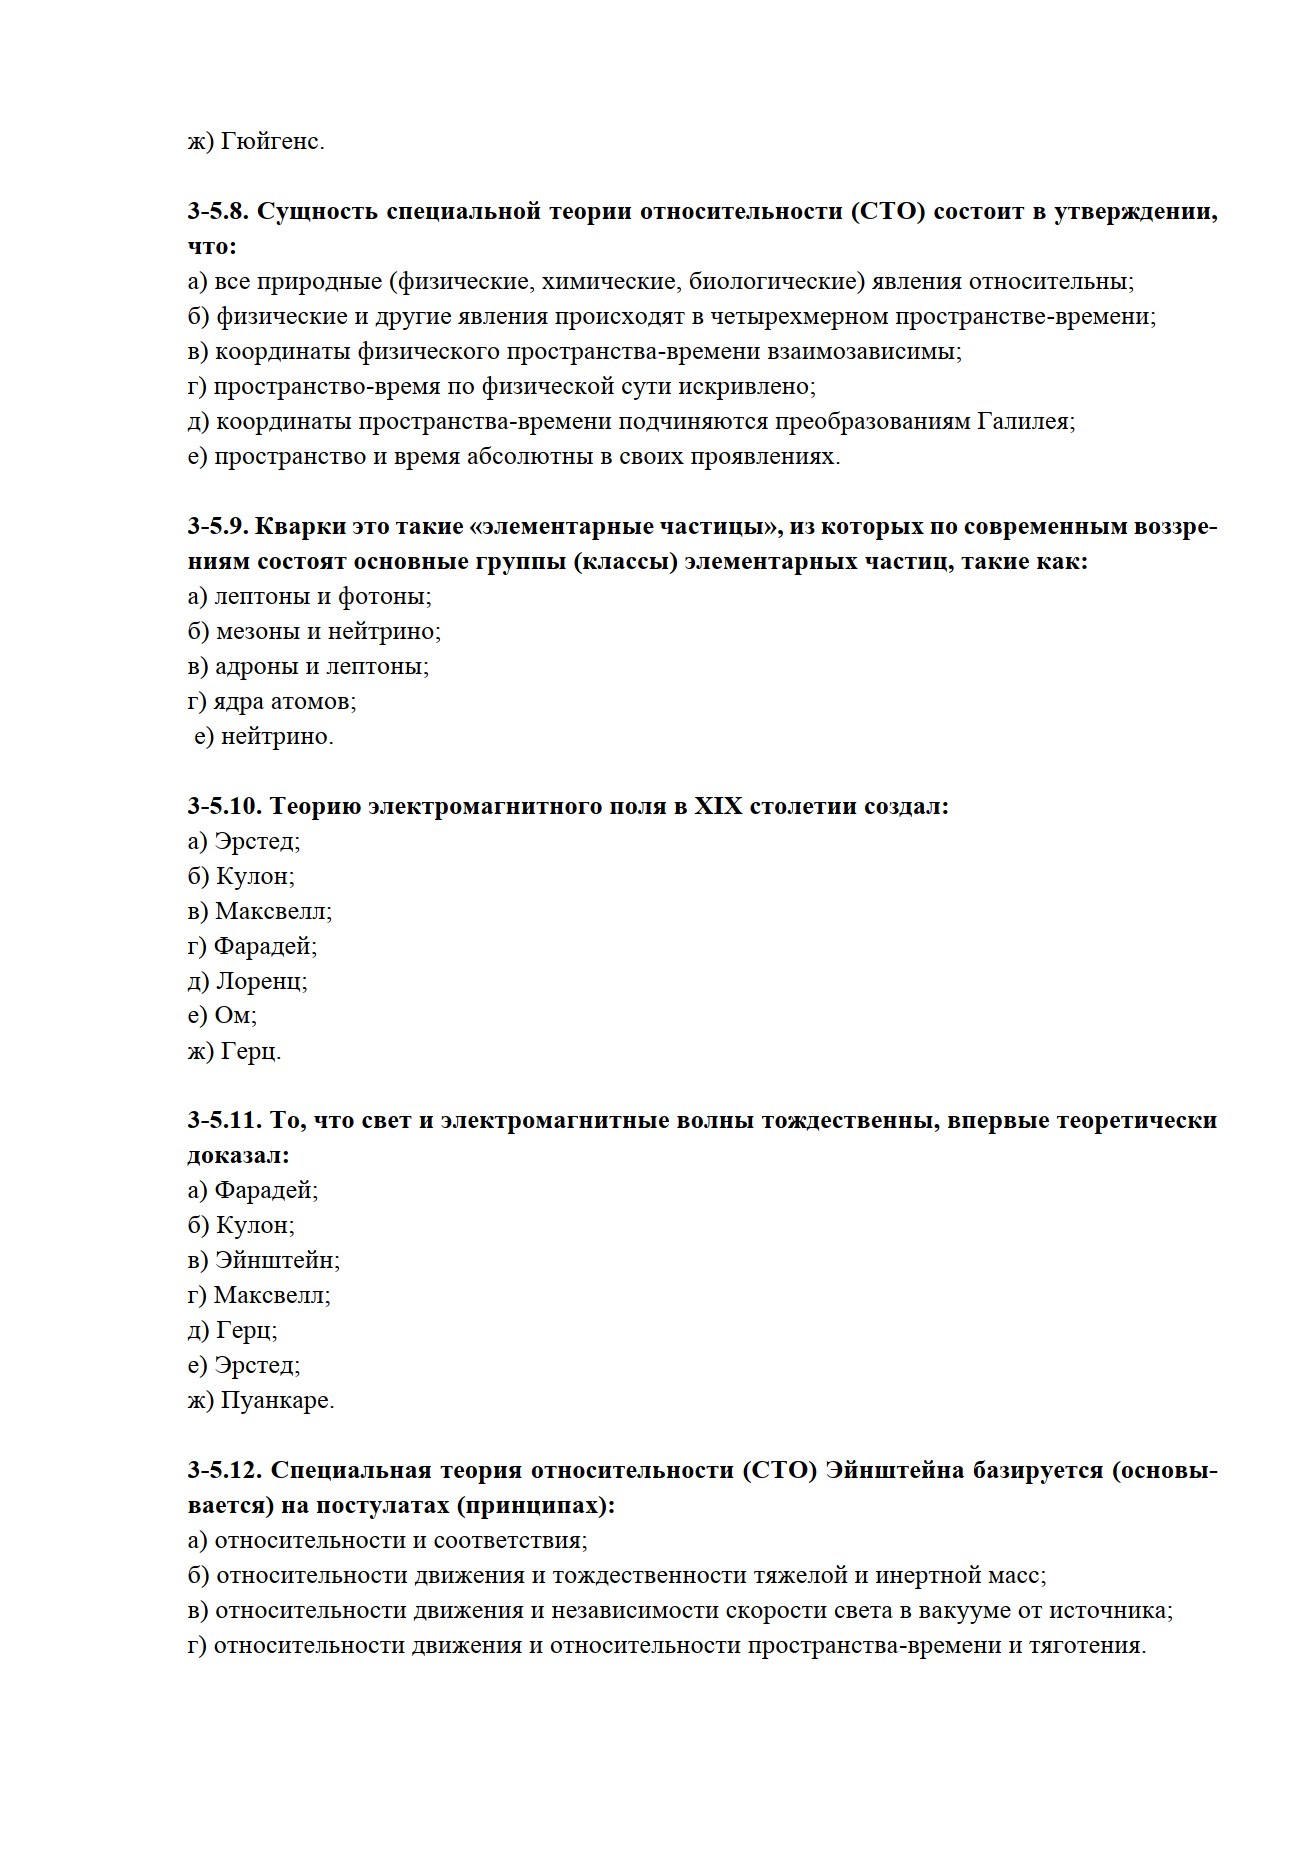 ж) Гюйгенс.
3-5.8. Сущность специальной теории относительности (СТО) состоит в утверждении,
что:
а) все природные (физические, химические, биологические) явления относительны;
б) физические и другие явления происходят в четырехмерном пространстве-времени;
в) координаты физического пространства-времени взаимозависимы;
г) пространство-время по физической сути искривлено;
д) координаты пространства-времени подчиняются преобразованиям Галилея;
е) пространство и время абсолютны в своих проявлениях.
3-5.9. Кварки это такие «элементарные частицы», из которых по современным воззре-
ниям состоят основные группы (классы) элементарных частиц, такие как:
а) лептоны и фотоны;
б) мезоны и нейтрино;
в) адроны и лептоны;
г) ядра атомов;
е) нейтрино.
3-5.10. Теорию электромагнитного поля в XIX столетии создал:
а) Эрстед;
б) Кулон;
в) Максвелл;
г) Фарадей;
д) Лоренц;
е) Ом;
ж) Герц.
3-5.11. То, что свет и электромагнитные волны тождественны, впервые теоретически
доказал:
а) Фарадей;
б) Кулон;
в) Эйнштейн;
г) Максвелл;
д) Герц;
е) Эрстед;
ж) Пуанкаре.
3-5.12. Специальная теория относительности (СТО) Эйнштейна базируется (основы-
вается) на постулатах (принципах):
а) относительности и соответствия;
б) относительности движения и тождественности тяжелой и инертной масс;
в) относительности движения и независимости скорости света в вакууме от источника;
г) относительности движения и относительности пространства-времени и тяготения.